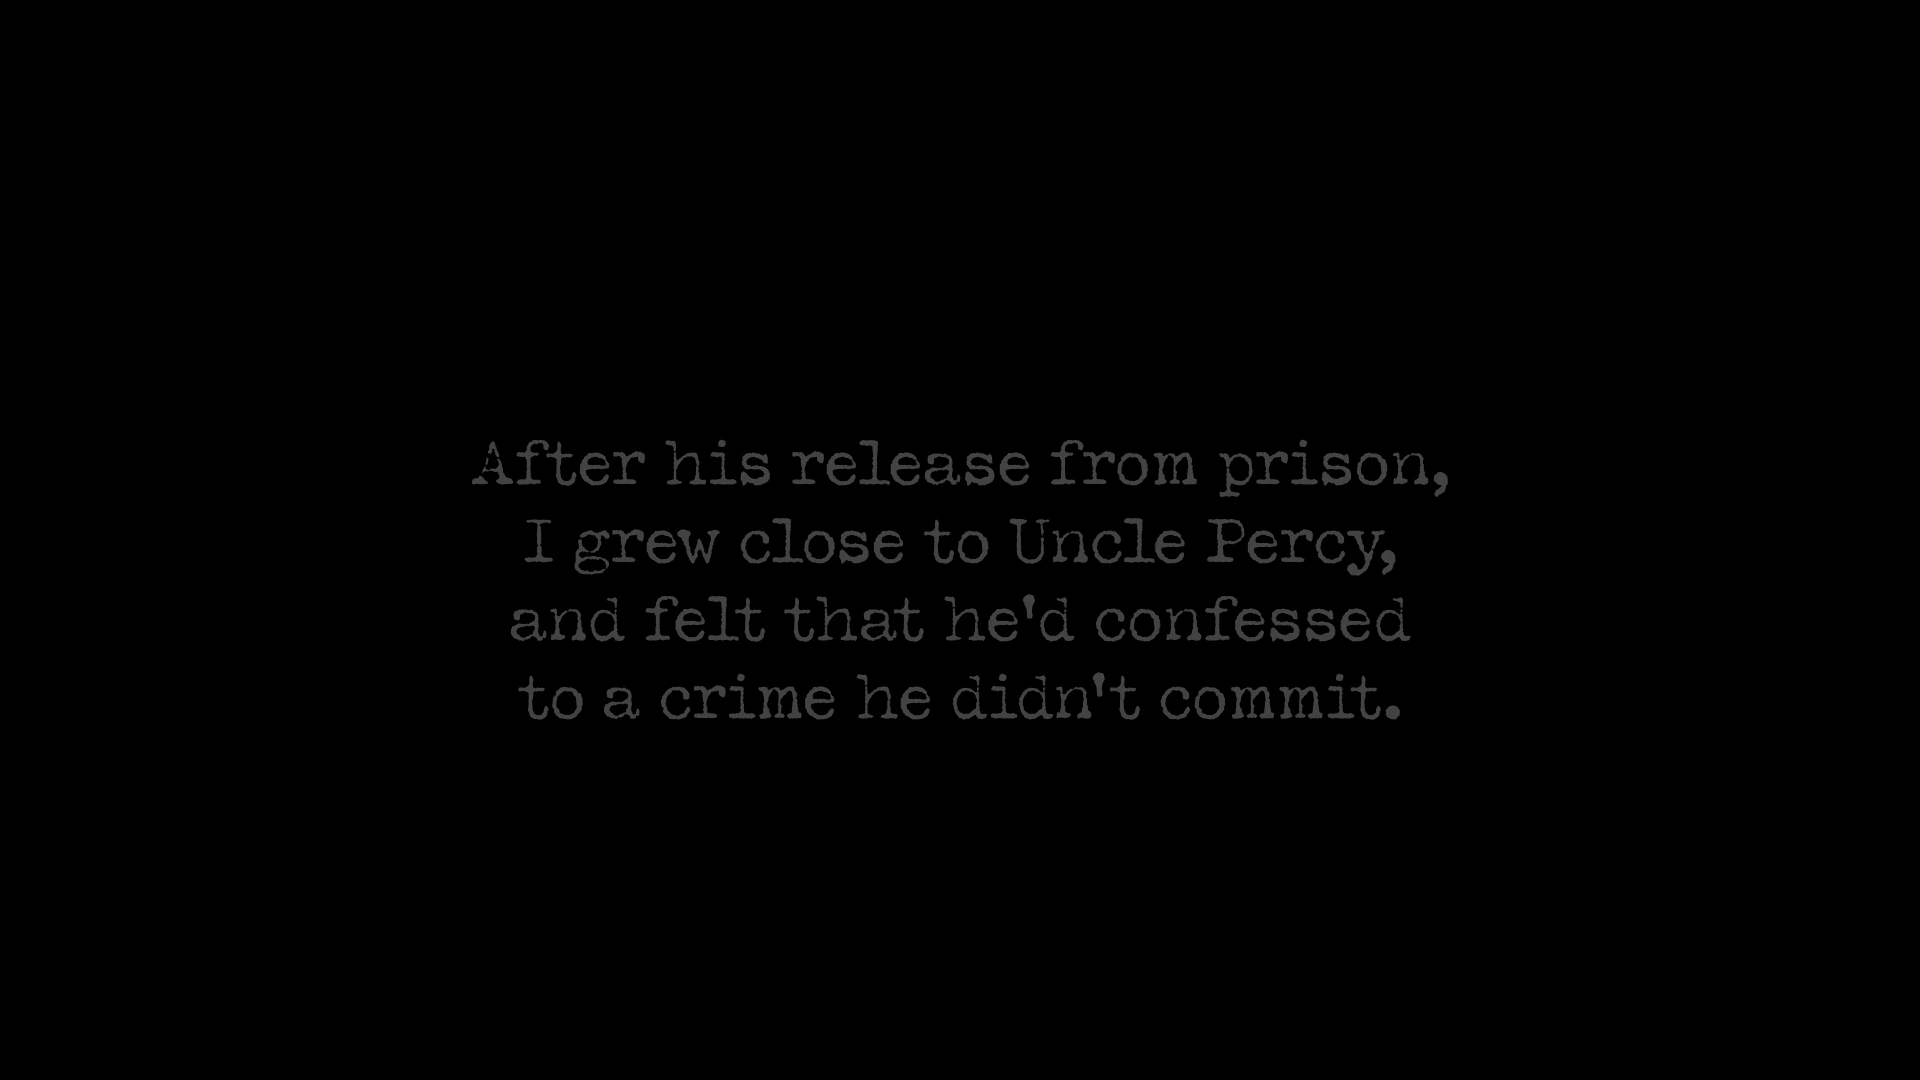 After his release from prison,
I grew close to Uncle Percy,
and felt that he'd confessed
to a crime he didn't commit.